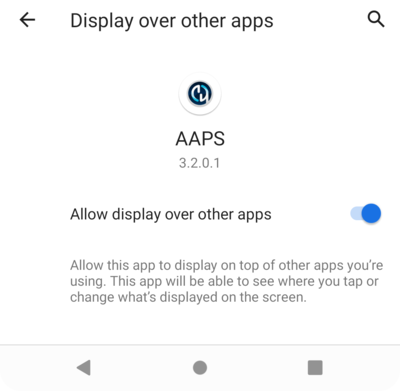 Display over other apps
AAPS
3.2.0.1
Allow display over other apps
Allow this app to display on top of other apps you're
using. This app will be able to see where you tap or
change what's displayed on the screen.